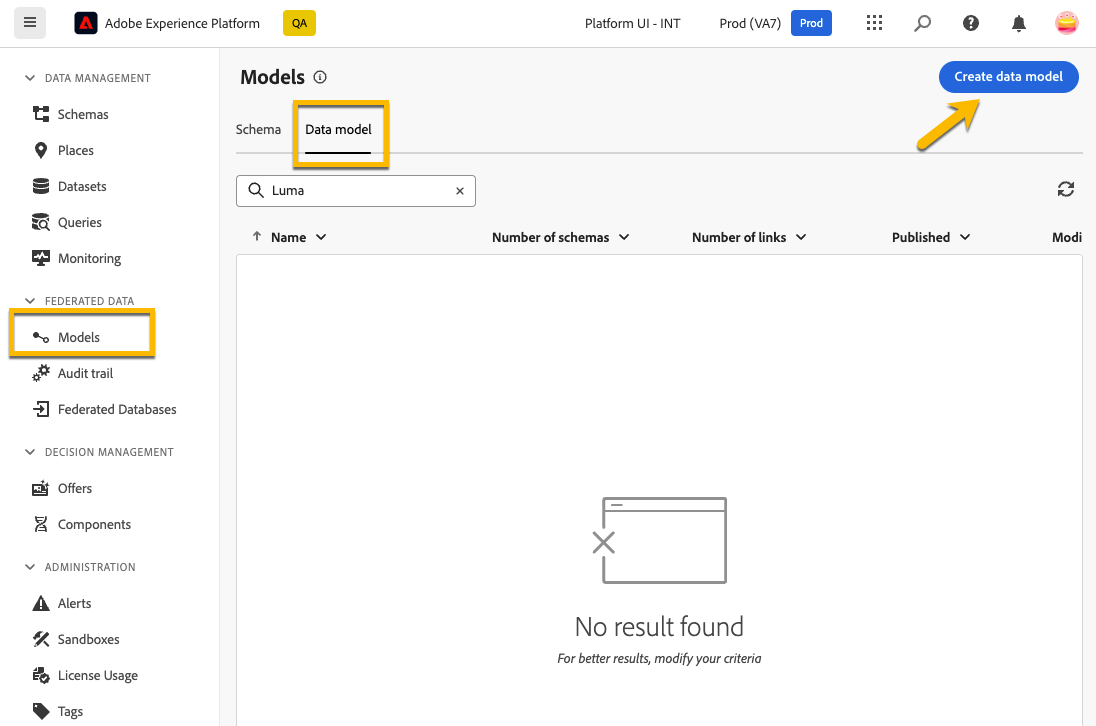 Adobe Experience Platform QA Platform UI - INT Prod (VA7) Prod
DATA MANAGEMENT
Schemas
Places
Datasets
Queries
Monitoring
FEDERATED DATA
Models
Audit trail
Federated Databases
DECISION MANAGEMENT
Offers
Components
ADMINISTRATION
Alerts
Sandboxes
License Usage
Tags
Models
Create data model
Schema Data model
Luma
Name Number of schemas Number of links Published Modi
No result found
For better results, modify your criteria